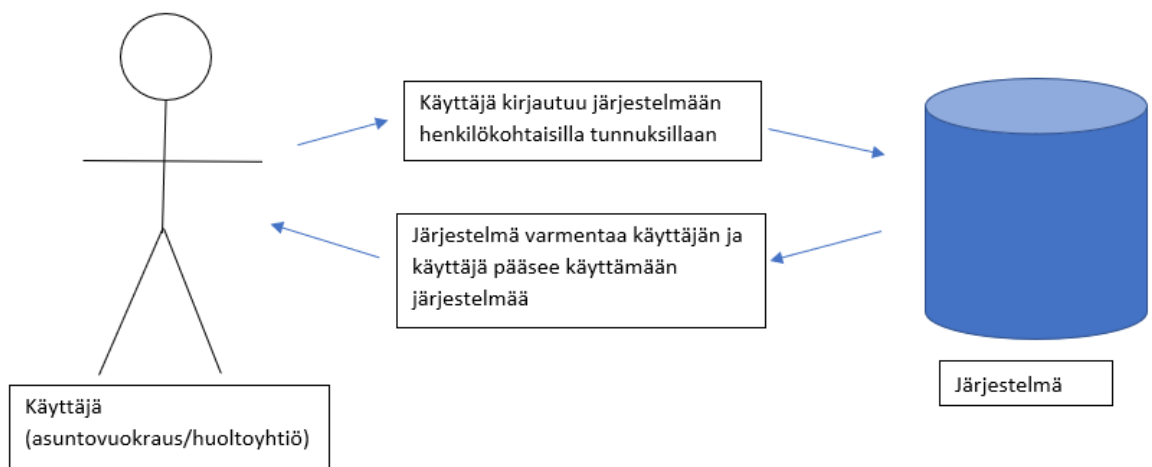 Käyttäjä kirjautuu järjestelmään
henkilökohtaisilla tunnuksillaan
Järjestelmä varmentaa käyttäjän ja
käyttäjä pääsee käyttämään
järjestelmää
Järjestelmä
Käyttäjä
(asuntovuokraus/huoltoyhtiö)